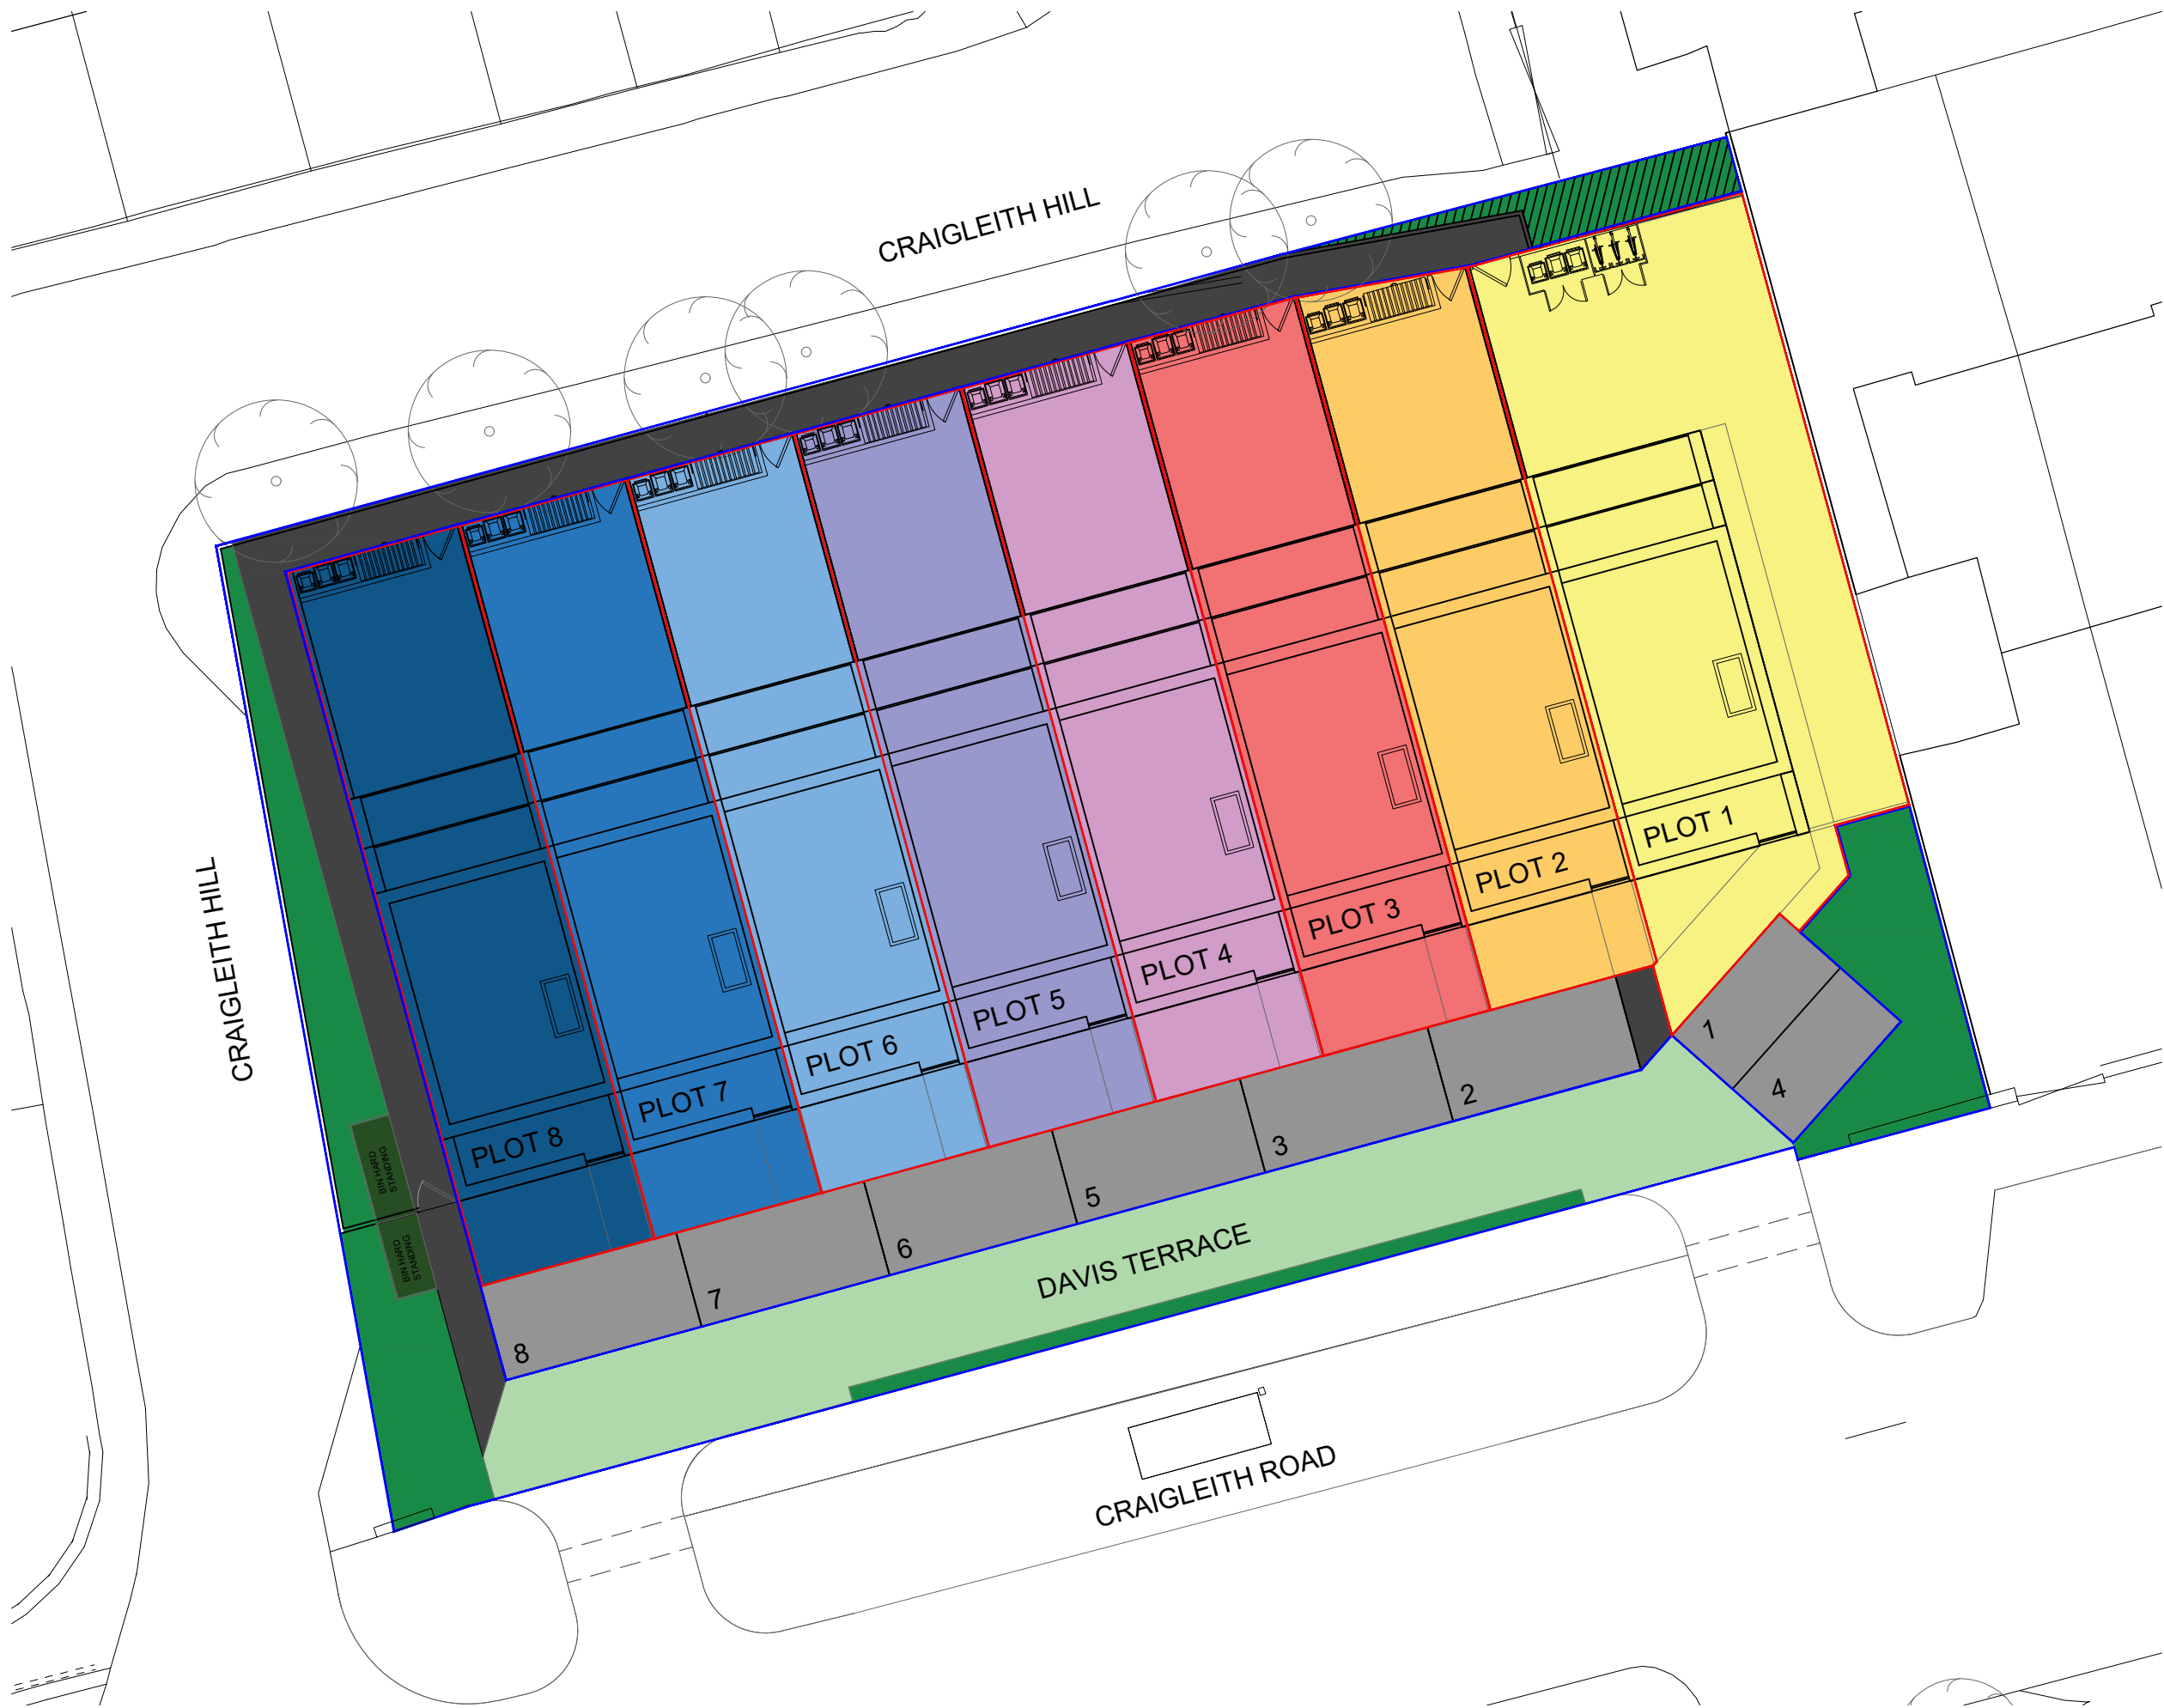 CRAIGLEITH HILL
CRAIGLEITH HILL
PLOT 1
PLOT 2
PLOT 3
PLOT 4
PLOT 5
PLOT 6
PLOT 7
PLOT 8
1
4
2
3
5
6
7
8
BIN HARD
STANDING
BIN HARD
STANDING
DAVIS TERRACE
CRAIGLEITH ROAD